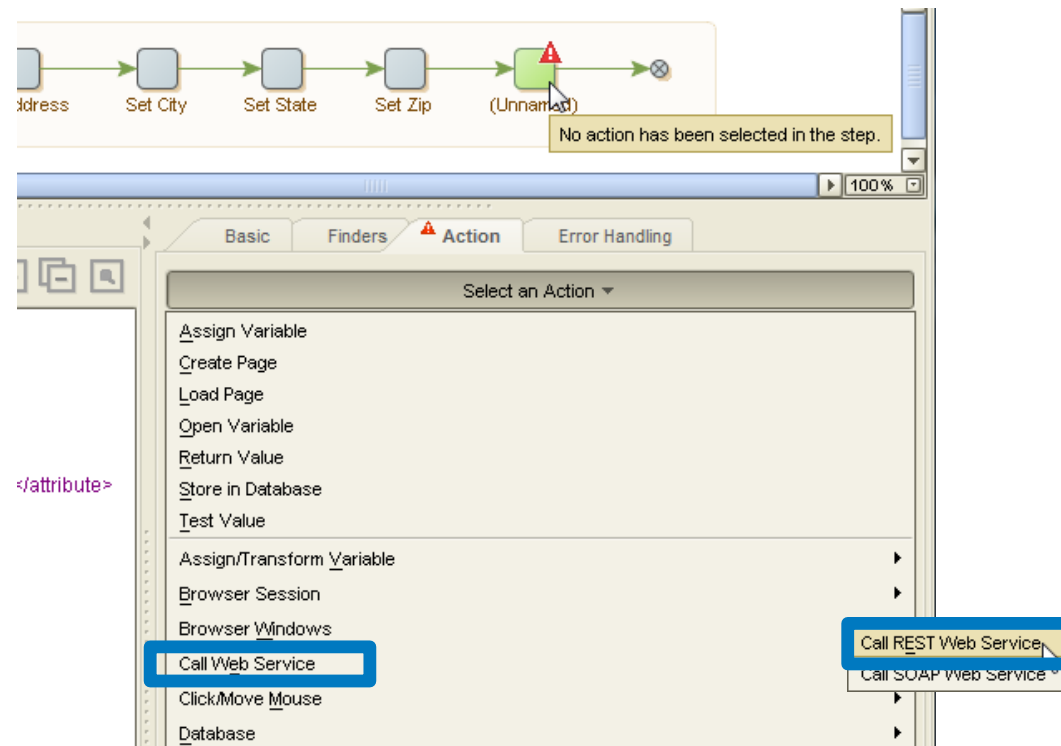 ddress Set City Set State Set Zip (Unnamed)
No action has been selected in the step.
100%
Basic Finders Action Error Handling
Select an Action
Assign Variable
Create Page
Load Page
Open Variable
Return Value
</attribute>
Store in Database
Test Value
Assign/Transform Variable
Browser Session
Browser Windows
Call REST Web Service
Call Web Service
Call SOAP Web Service
Click/Move Mouse
Database